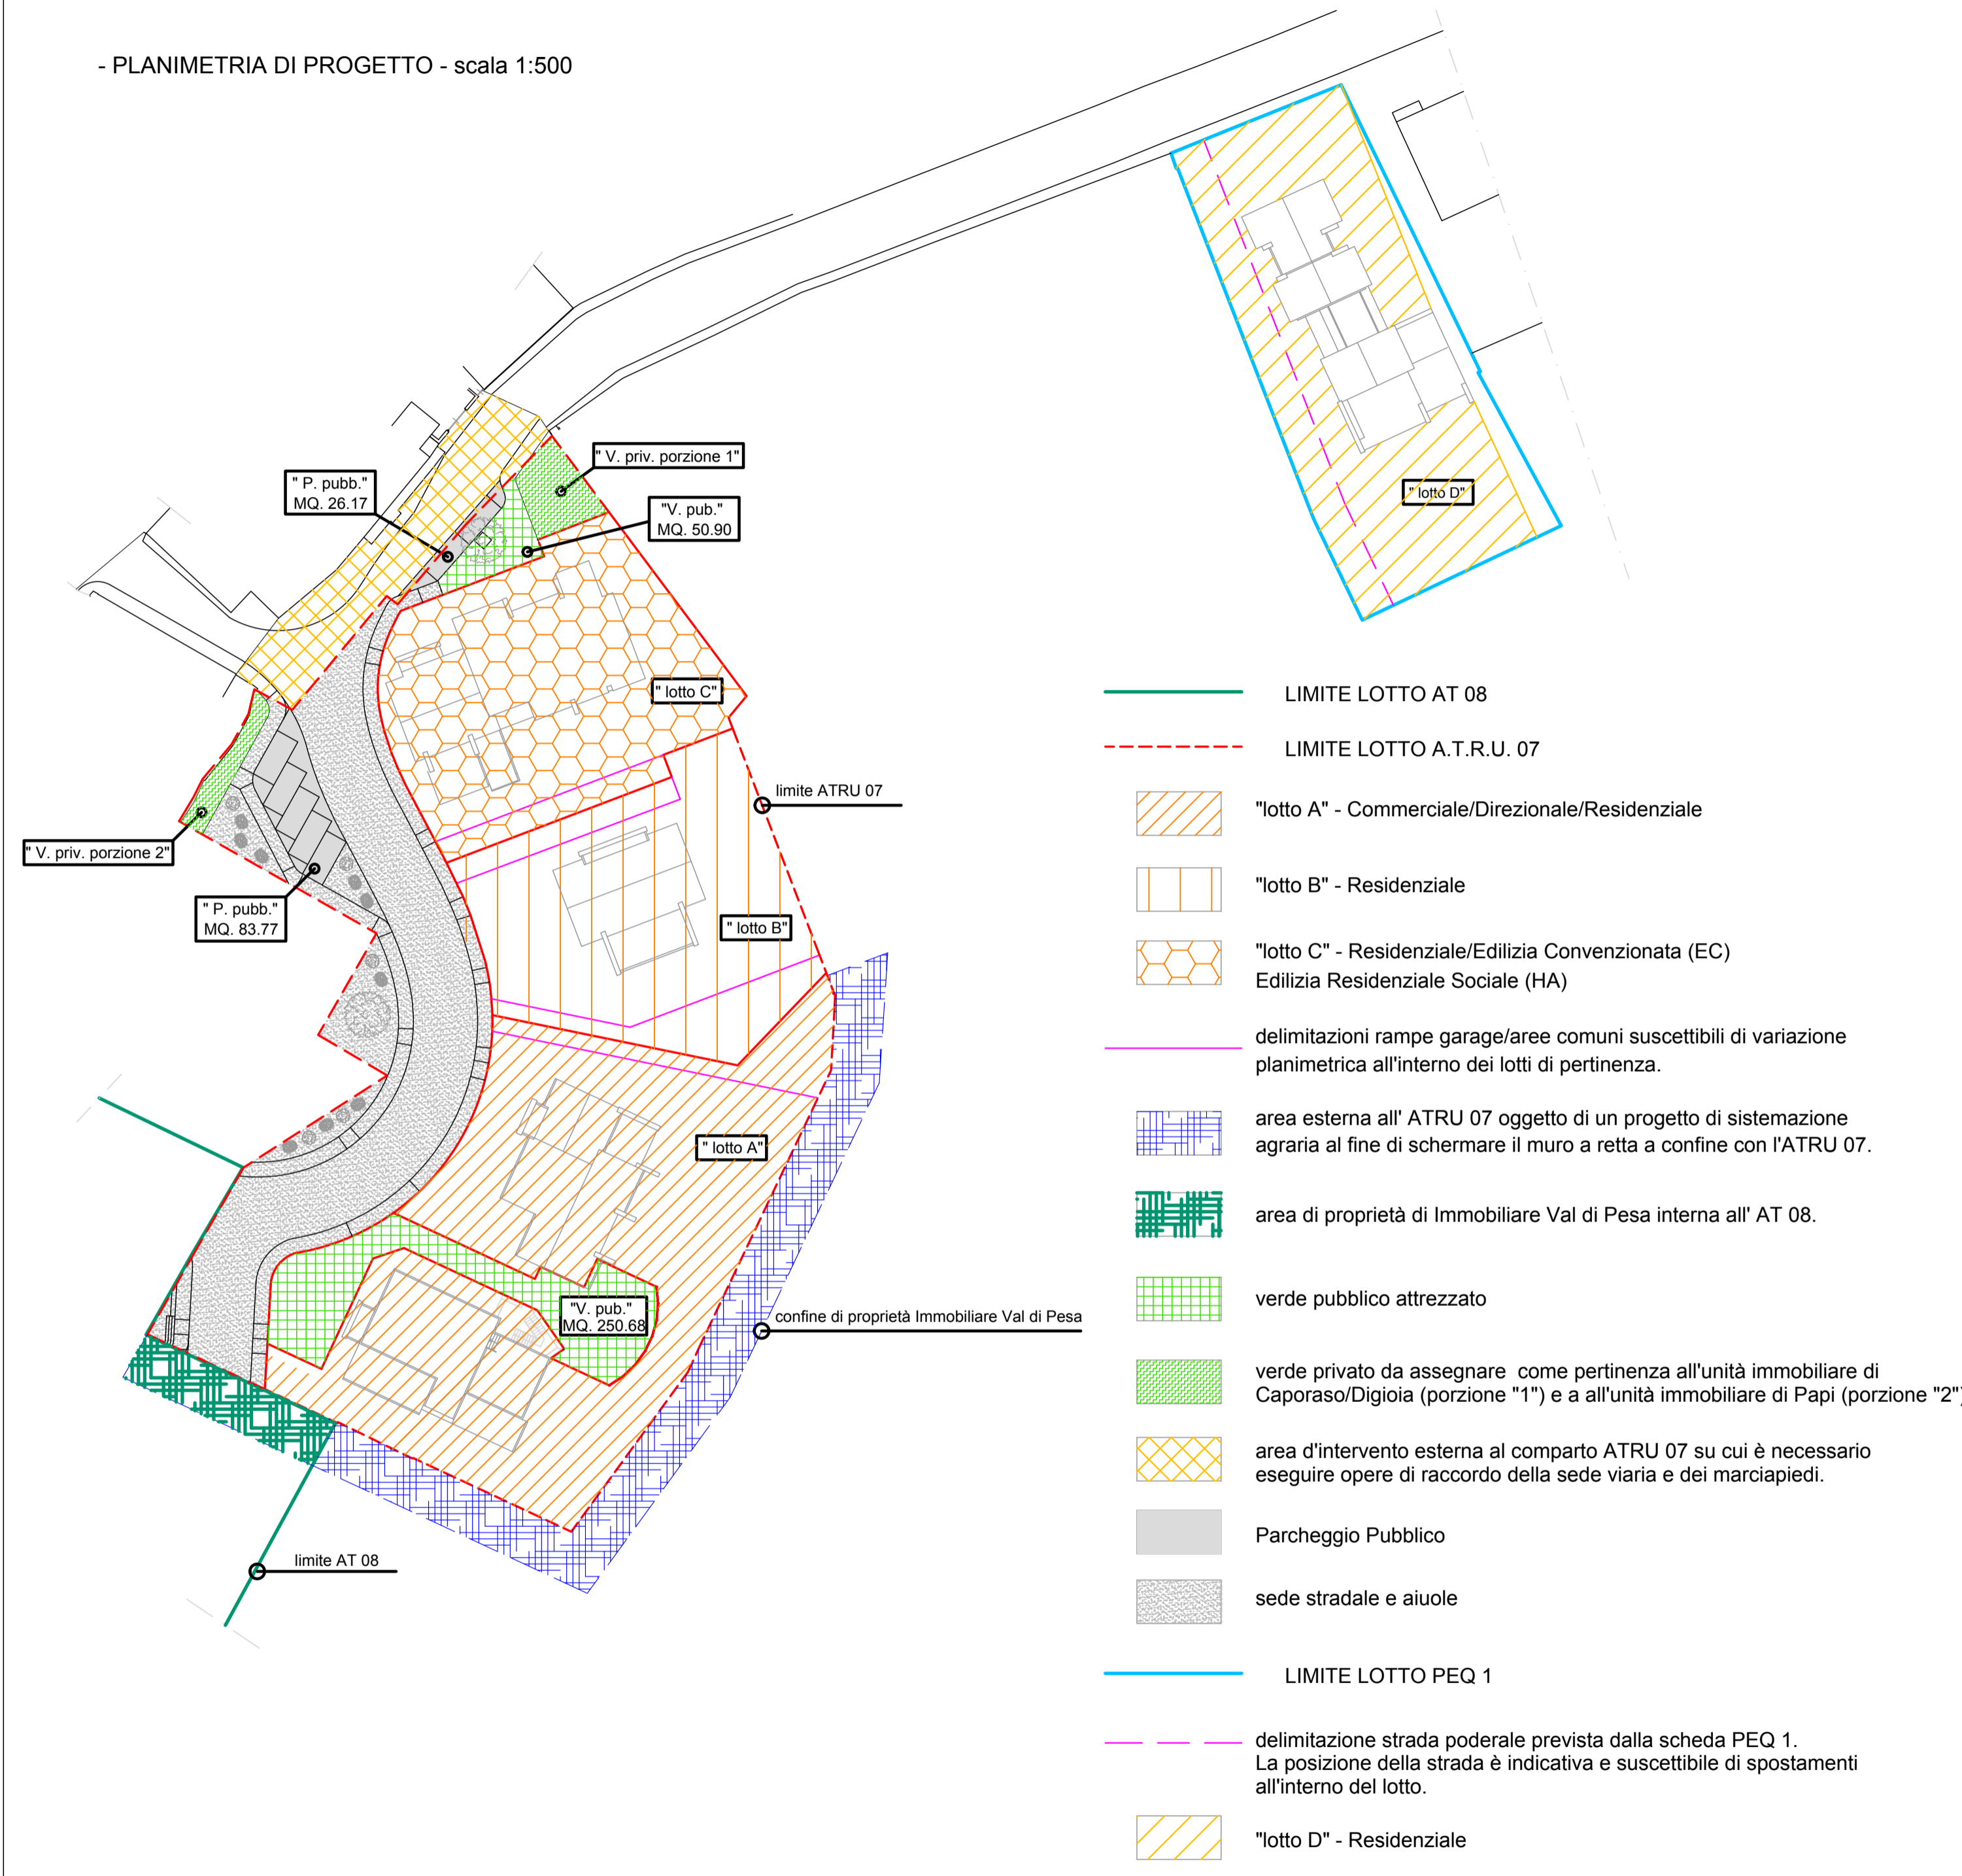 - PLANIMETRIA DI PROGETTO - scala 1:500
" V. priv. porzione 1"
" P. pubb."
MQ. 26.17
"V. pub."
MQ. 50.90
" lotto D"
" lotto C"
limite ATRU 07
" V. priv. porzione 2"
" P. pubb."
MQ. 83.77
" lotto B"
" lotto A"
"V. pub."
MQ. 250.68
confine di proprietà Immobiliare Val di Pesa
limite AT 08
LIMITE LOTTO AT 08
LIMITE LOTTO A.T.R.U. 07
"lotto A" - Commerciale/Direzionale/Residenziale
"lotto B" - Residenziale
"lotto C" - Residenziale/Edilizia Convenzionata (EC)
Edilizia Residenziale Sociale (HA)
delimitazioni rampe garage/aree comuni suscettibili di variazione
planimetrica all'interno dei lotti di pertinenza.
area esterna all' ATRU 07 oggetto di un progetto di sistemazione
agraria al fine di schermare il muro a retta a confine con l'ATRU 07.
area di proprietà di Immobiliare Val di Pesa interna all' AT 08.
verde pubblico attrezzato
verde privato da assegnare come pertinenza all'unità immobiliare di
Caporaso/Digioia (porzione "1") e a all'unità immobiliare di Papi (porzione "2")
area d'intervento esterna al comparto ATRU 07 su cui è necessario
eseguire opere di raccordo della sede viaria e dei marciapiedi.
Parcheggio Pubblico
sede stradale e aiuole
LIMITE LOTTO PEQ 1
delimitazione strada poderale prevista dalla scheda PEQ 1.
La posizione della strada è indicativa e suscettibile di spostamenti
all'interno del lotto.
"lotto D" - Residenziale